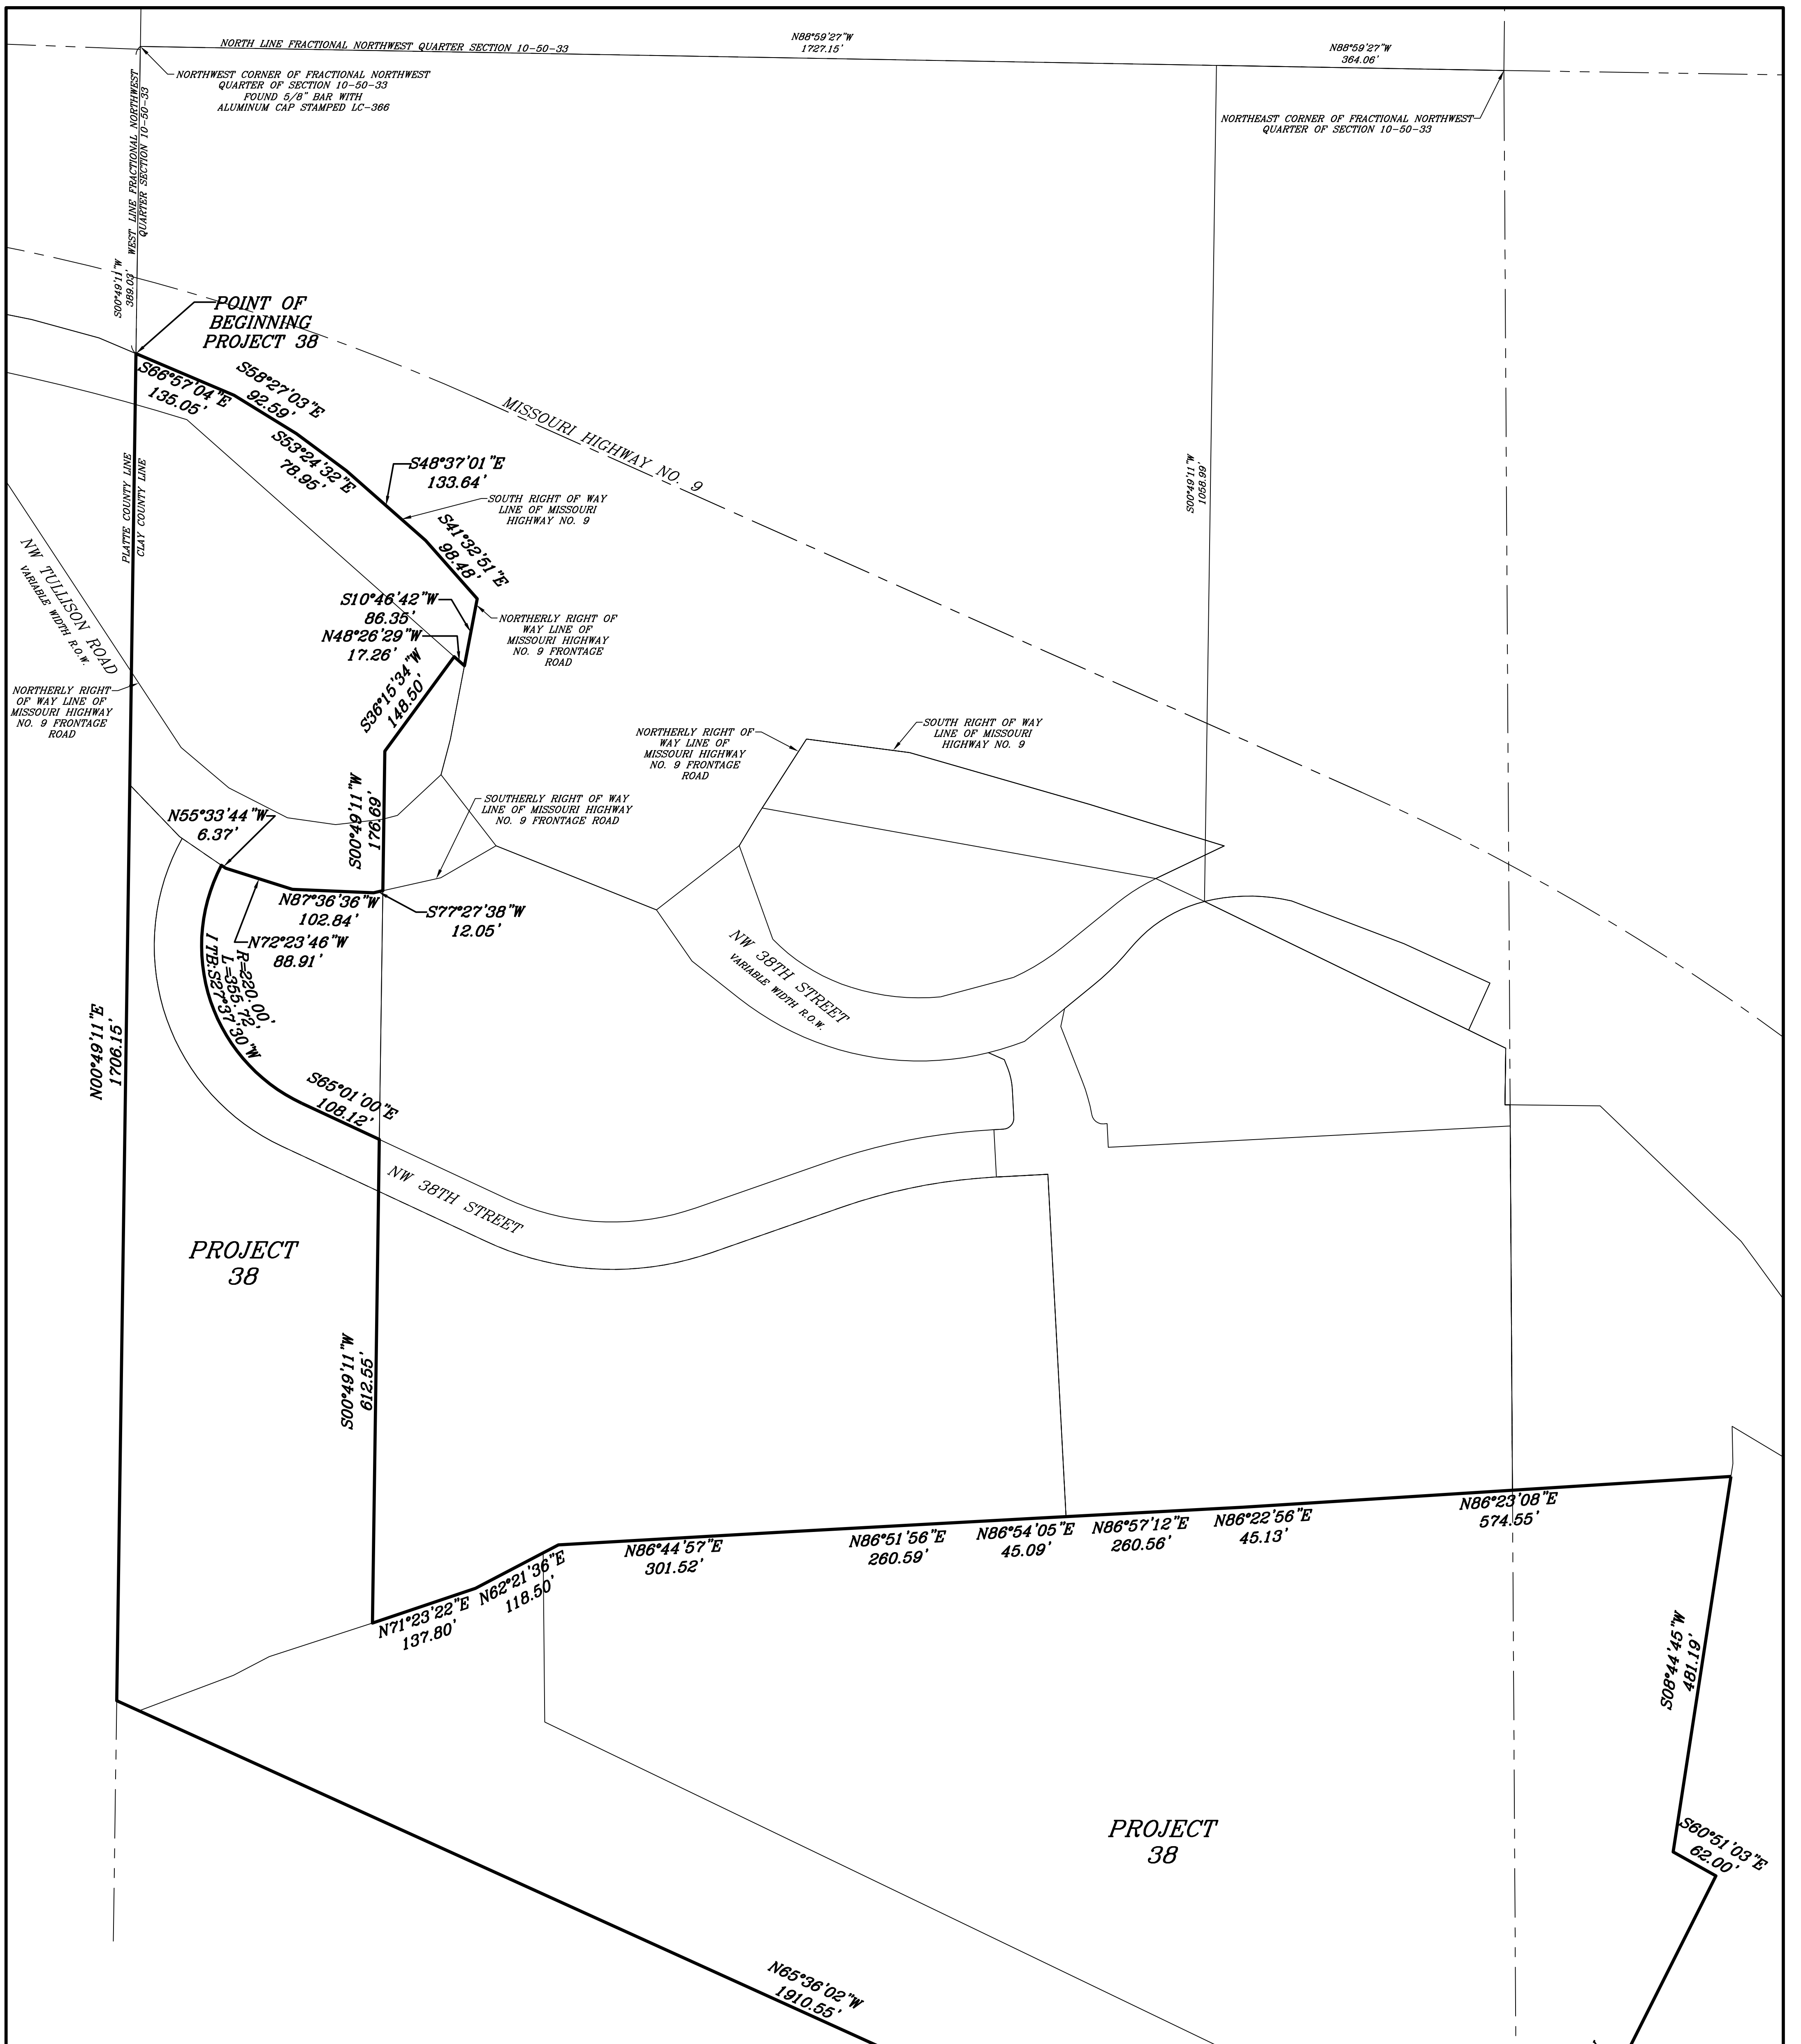 NORTH LINE FRACTIONAL NORTHWEST QUARTER SECTION 10-50-33
N88°59'27"W
1727.15'
N88°59'27"W
364.06'
NORTHWEST CORNER OF FRACTIONAL NORTHWEST
QUARTER OF SECTION 10-50-33
FOUND 5/8" BAR WITH
ALUMINUM CAP STAMPED LC-366
NORTHEAST CORNER OF FRACTIONAL NORTHWEST
QUARTER OF SECTION 10-50-33
WEST LINE FRACTIONAL NORTHWEST
QUARTER SECTION 10-50-33
S00°49'11"W
389.03'
POINT OF
BEGINNING
PROJECT 38
S66°57'04"E
135.05'
S58°27'03"E
92.59'
S53°24'32"E
78.95'
S48°37'01"E
133.64'
SOUTH RIGHT OF WAY
LINE OF MISSOURI
HIGHWAY NO. 9
MISSOURI HIGHWAY NO. 9
S00°49'11"W
1058.99'
PLATTE COUNTY LINE
CLAY COUNTY LINE
S41°32'51"E
98.48'
NW TULLISON ROAD
VARIABLE WIDTH R.O.W.
S10°46'42"W
86.35'
N48°26'29"W
17.26'
NORTHERLY RIGHT OF
WAY LINE OF
MISSOURI HIGHWAY
NO. 9 FRONTAGE
ROAD
S36°15'34"W
148.50'
NORTHERLY RIGHT
OF WAY LINE OF
MISSOURI HIGHWAY
NO. 9 FRONTAGE
ROAD
NORTHERLY RIGHT OF
WAY LINE OF
MISSOURI HIGHWAY
NO. 9 FRONTAGE
ROAD
SOUTH RIGHT OF WAY
LINE OF MISSOURI
HIGHWAY NO. 9
S00°49'11"W
176.69'
SOUTHERLY RIGHT OF WAY
LINE OF MISSOURI HIGHWAY
NO. 9 FRONTAGE ROAD
N55°33'44"W
6.37'
N87°36'36"W
102.84'
S77°27'38"W
12.05'
N72°23'46"W
88.91'
R=220.00'
L=355.72'
ITB:S27°37'30"W
NW 38TH STREET
VARIABLE WIDTH R.O.W.
N00°49'11"E
1706.15'
S65°01'00"E
108.12'
NW 38TH STREET
PROJECT
38
S00°49'11"W
612.55'
N71°23'22"E
137.80'
N62°21'36"E
118.50'
N86°44'57"E
301.52'
N86°51'56"E
260.59'
N86°54'05"E
45.09'
N86°57'12"E
260.56'
N86°22'56"E
45.13'
N86°23'08"E
574.55'
S08°44'45"W
481.19'
S60°51'03"E
62.00'
PROJECT
38
N65°36'02"W
1910.55'